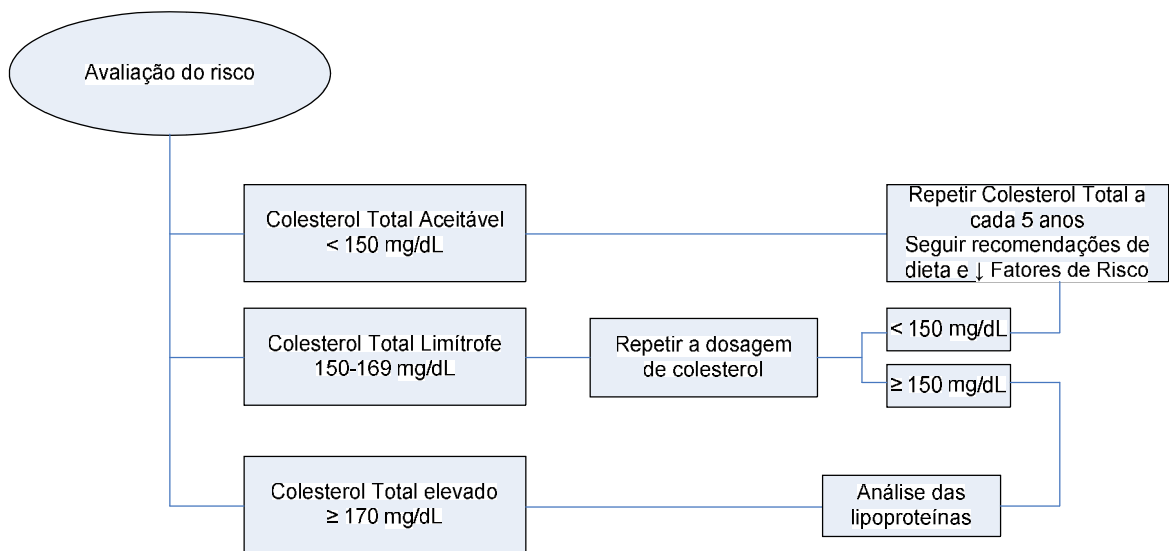 Avaliação do risco
Colesterol Total Aceitável
< 150 mg/dL
Repetir Colesterol Total a
cada 5 anos
Seguir recomendações de
dieta e ↓ Fatores de Risco
Colesterol Total Limítrofe
150-169 mg/dL
Repetir a dosagem
de colesterol
< 150 mg/dL
≥ 150 mg/dL
Colesterol Total elevado
≥ 170 mg/dL
Análise das
lipoproteínas